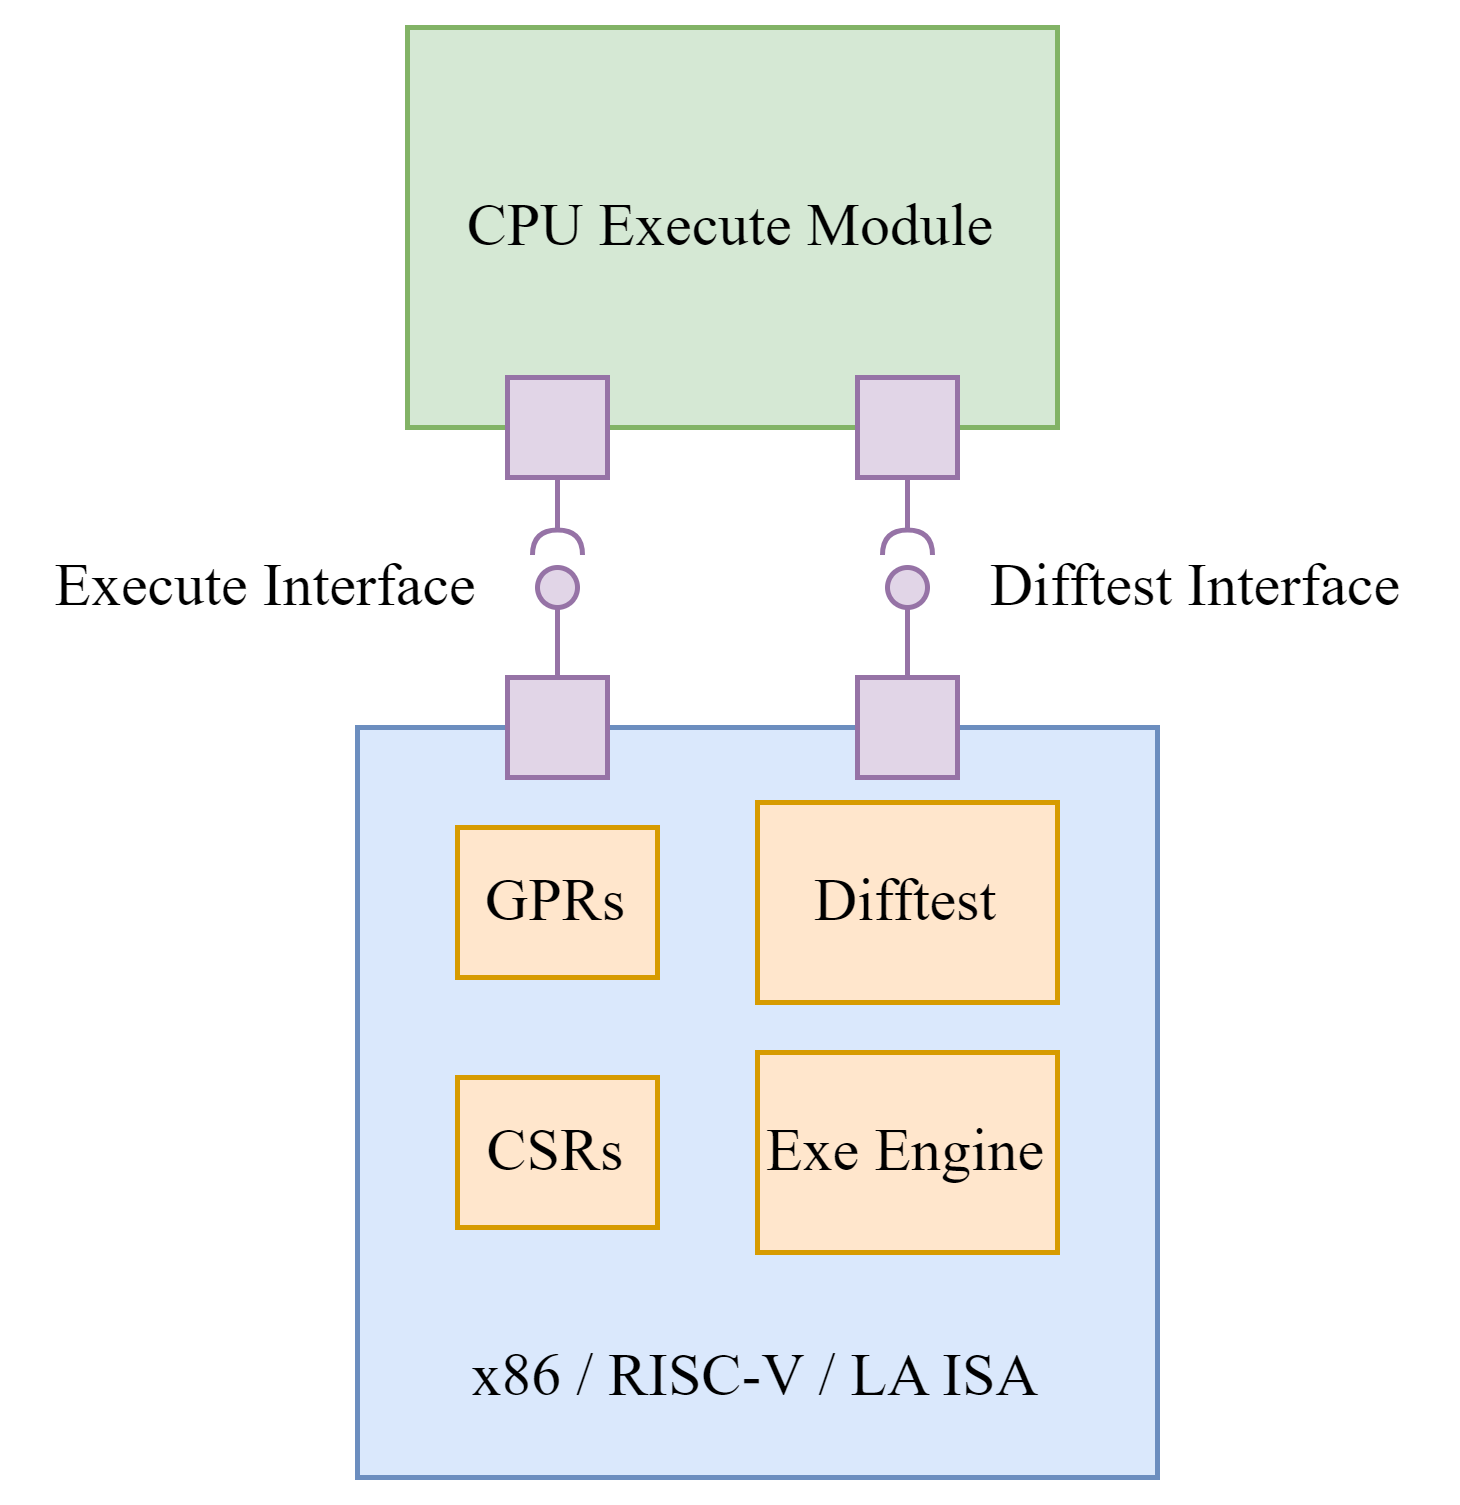 CPU Execute Module
Execute Interface
Difftest Interface
GPRs
Difftest
CSRs
Exe Engine
x86 / RISC-V / LA ISA